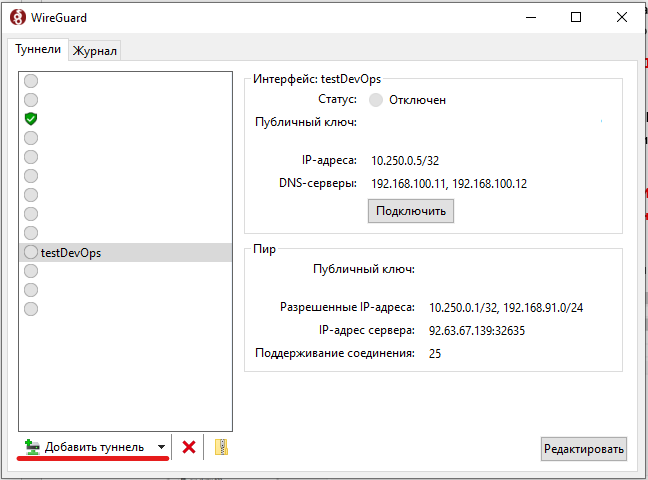 WireGuard
Туннели Журнал
testDevOps
Добавить туннель
Интерфейс: testDevOps
Статус: Отключен
Публичный ключ:
IP-адреса: 10.250.0.5/32
DNS-серверы: 192.168.100.11, 192.168.100.12
Подключить
Пир
Публичный ключ:
Разрешенные IP-адреса: 10.250.0.1/32, 192.168.91.0/24
IP-адрес сервера: 92.63.67.139:32635
Поддерживание соединения: 25
Редактировать